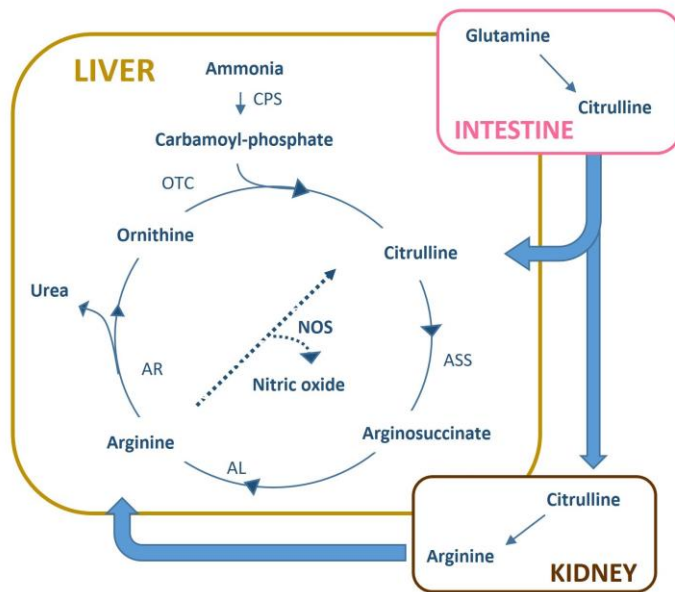 LIVER
Ammonia
CPS
Carbamoyl-phosphate
OTC
Ornithine
Citrulline
Urea
NOS
Nitric oxide
AR
ASS
Arginine
Arginosuccinate
AL
Glutamine
Citrulline
INTESTINE
Citrulline
Arginine
KIDNEY